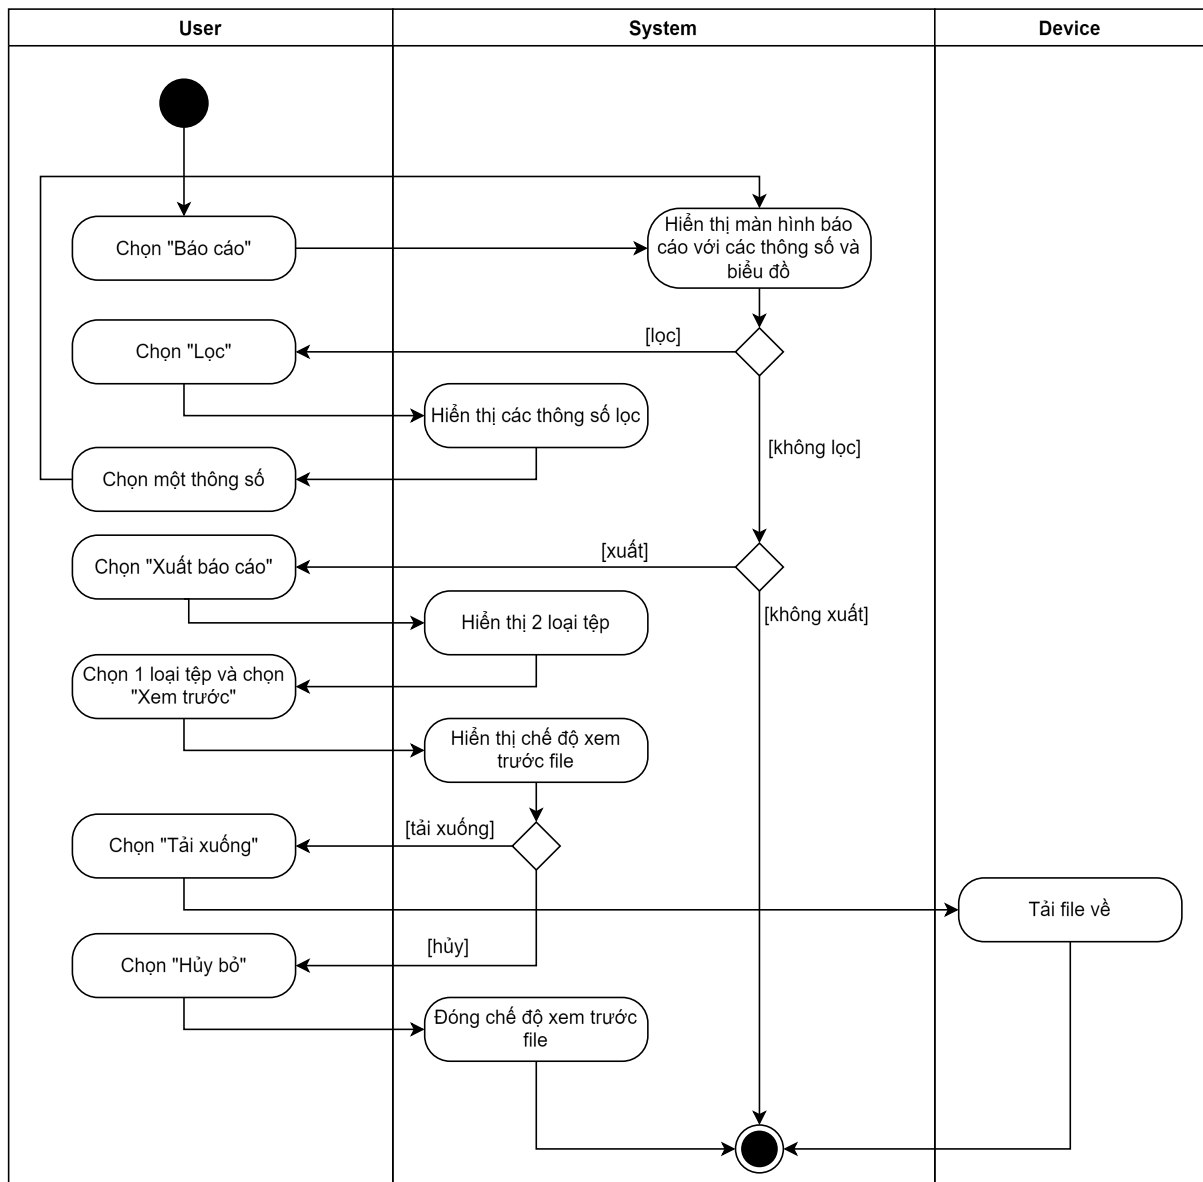 User
System
Device
Chọn "Báo cáo"
Hiển thị màn hình báo
cáo với các thông số và
biểu đồ
[lọc]
Chọn "Lọc"
Hiển thị các thông số lọc
[không lọc]
Chọn một thông số
[xuất]
Chọn "Xuất báo cáo"
[không xuất]
Hiển thị 2 loại tệp
Chọn 1 loại tệp và chọn
"Xem trước"
Hiển thị chế độ xem
trước file
[tải xuống]
Chọn "Tải xuống"
Tải file về
[hủy]
Chọn "Hủy bỏ"
Đóng chế độ xem trước
file